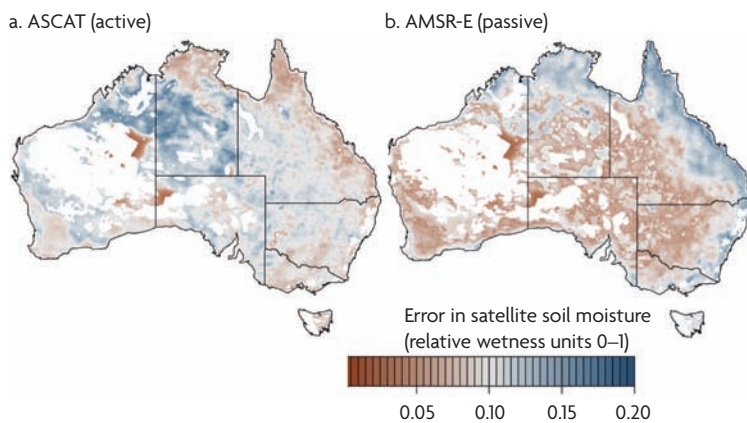 a. ASCAT (active)
b. AMSR-E (passive)
Error in satellite soil moisture
(relative wetness units 0–1)
0.05 0.10 0.15 0.20